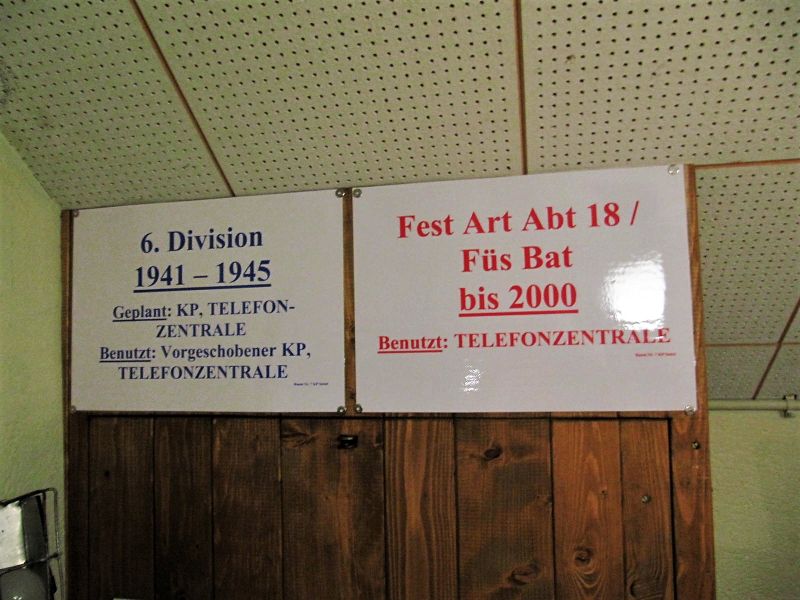 6. Division
1941 – 1945
Geplant: KP, TELEFON-
ZENTRALE
Benutzt: Vorgeschobener KP,
TELEFONZENTRALE
Fest Art Abt 18 /
Füs Bat
bis 2000
Benutzt: TELEFONZENTRALE